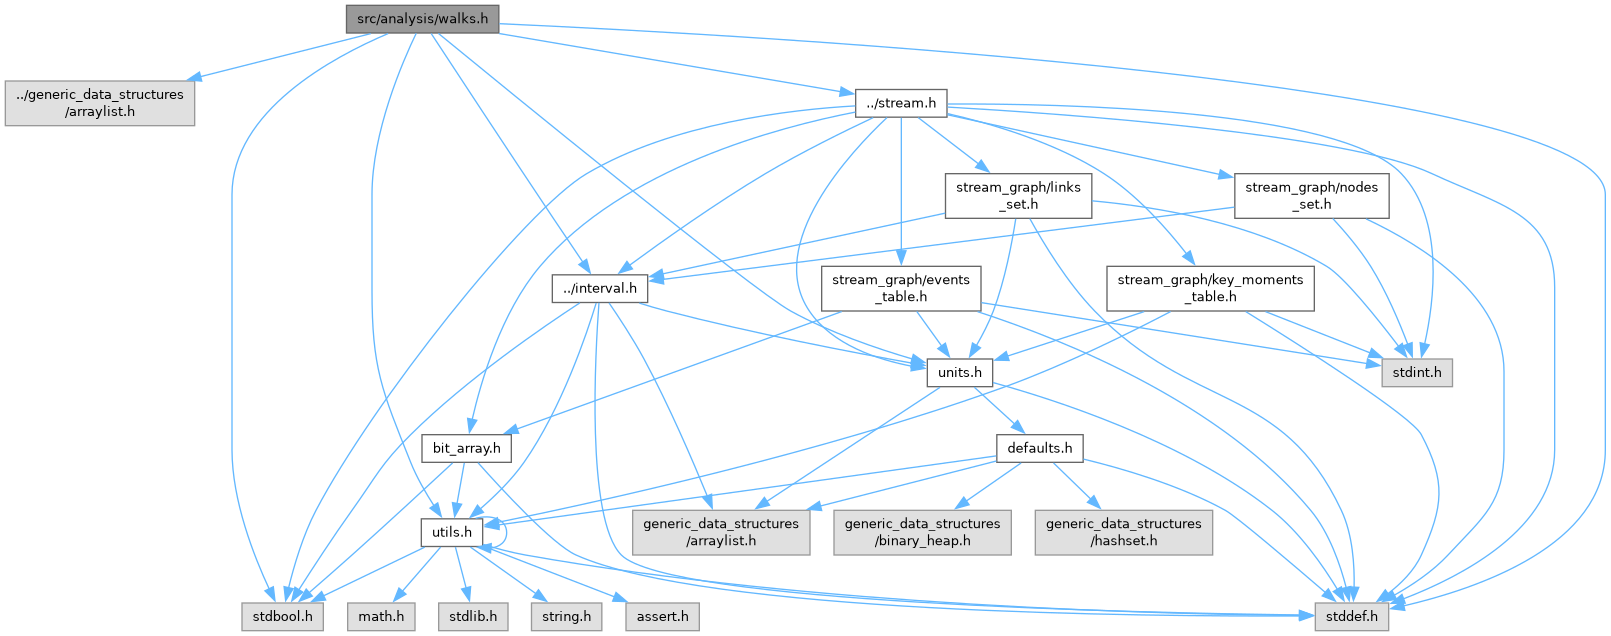 src/analysis/walks.h
../generic_data_structures
/arraylist.h
../stream.h
stream_graph/links
_set.h
stream_graph/nodes
_set.h
../interval.h
stream_graph/events
_table.h
stream_graph/key_moments
_table.h
units.h
stdint.h
bit_array.h
defaults.h
utils.h
generic_data_structures
/arraylist.h
generic_data_structures
/binary_heap.h
generic_data_structures
/hashset.h
stdbool.h
math.h
stdlib.h
string.h
assert.h
stddef.h